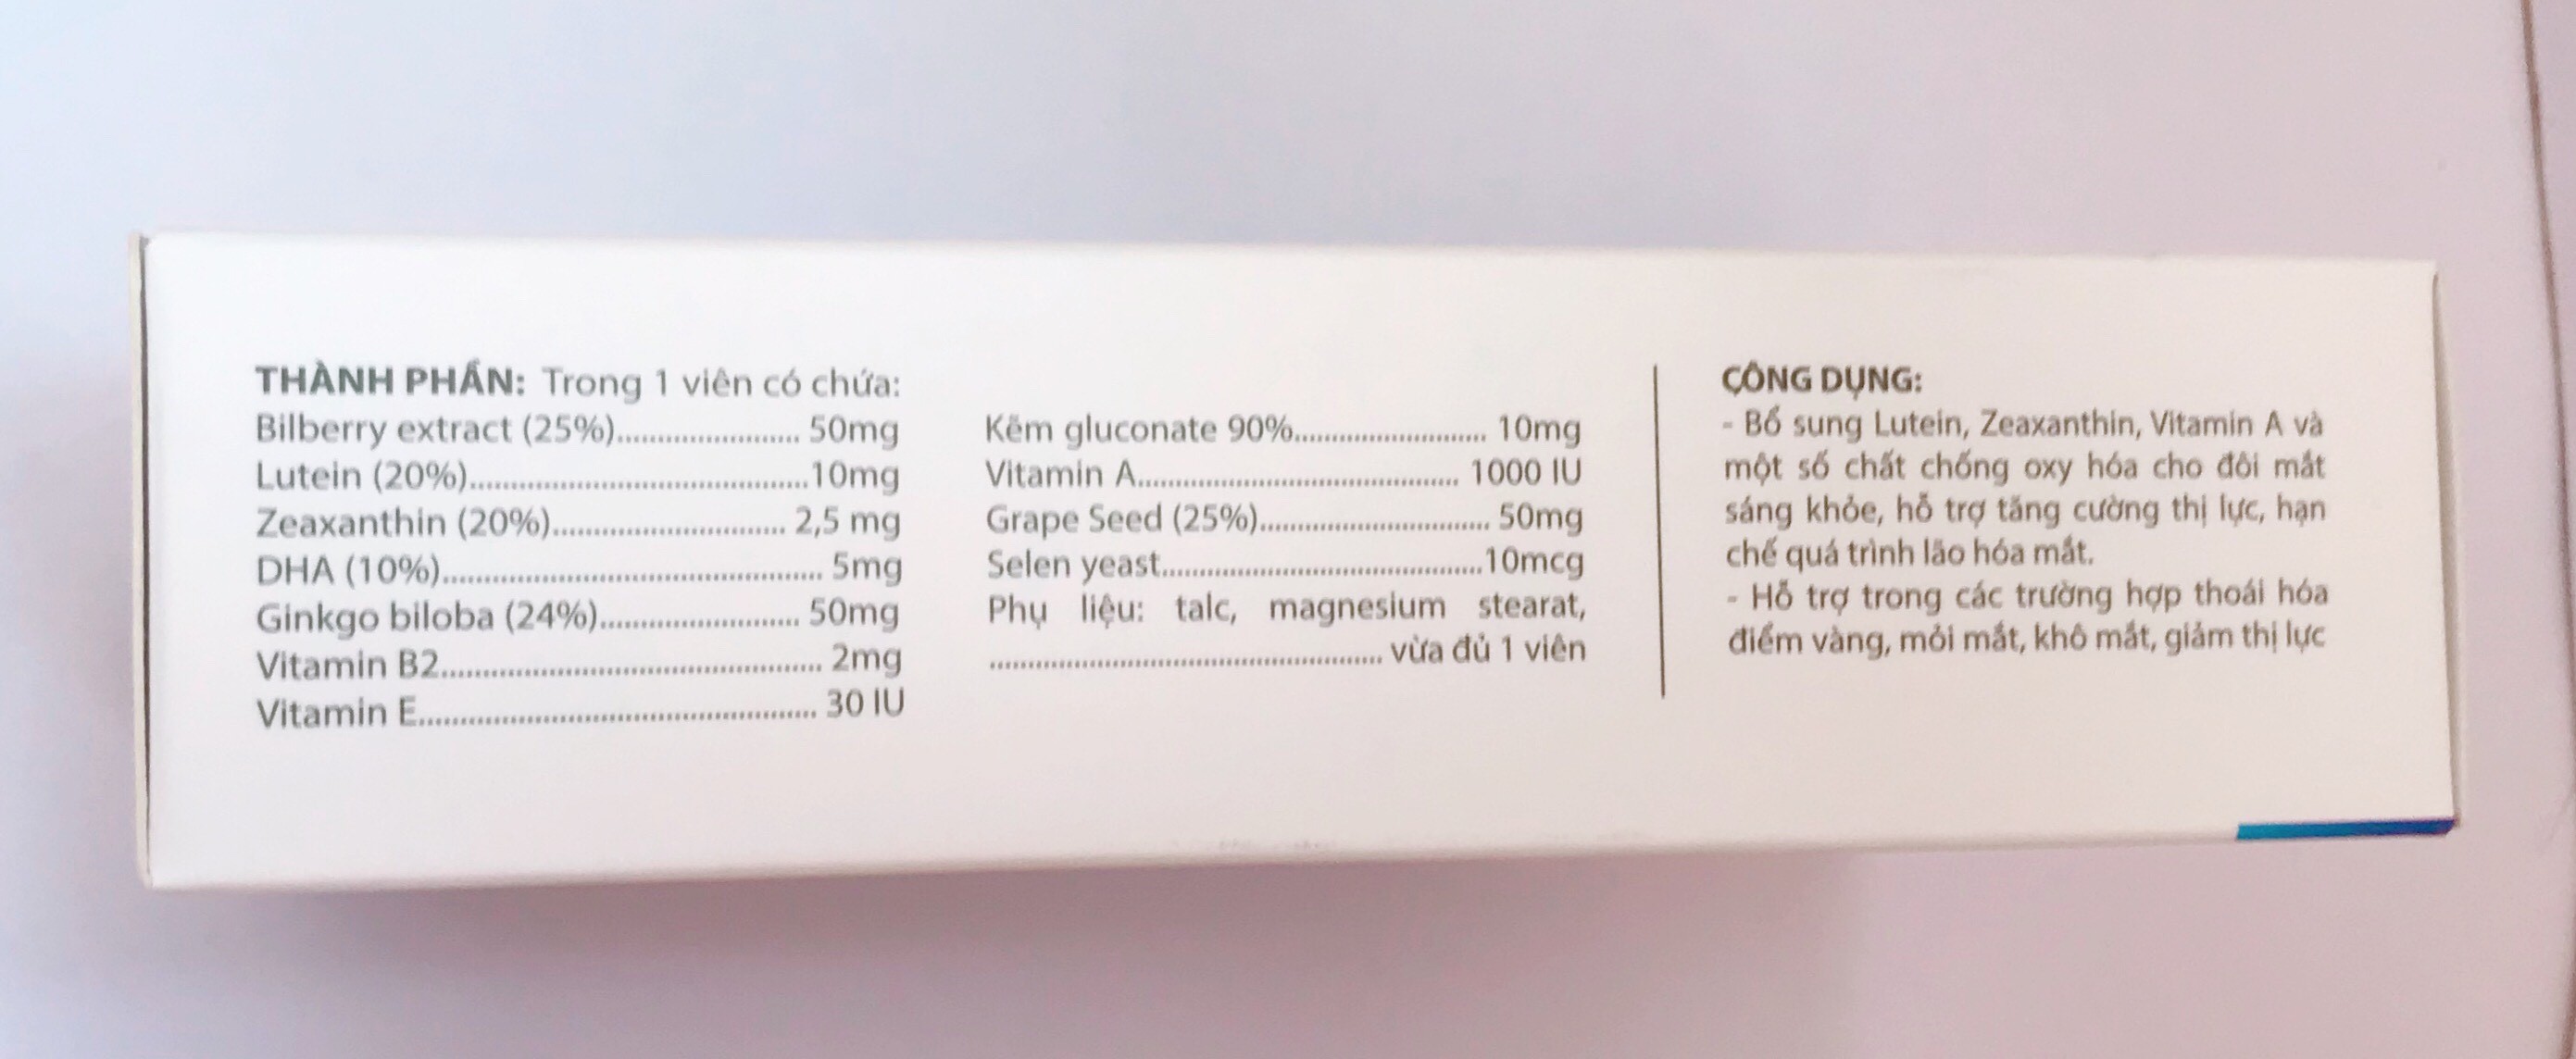 THÀNH PHẦN: Trong 1 viên có chứa:
Bilberry extract (25%)...................... 50mg
Lutein (20%).........................................10mg
Zeaxanthin (20%)............................ 2,5 mg
DHA (10%).............................................. 5mg
Ginkgo biloba (24%)........................ 50mg
Vitamin B2.............................................. 2mg
Vitamin E................................................ 30 IU
Kẽm gluconate 90%........................ 10mg
Vitamin A........................................ 1000 IU
Grape Seed (25%)............................ 50mg
Selen yeast........................................10mcg
Phụ liệu: talc, magnesium stearat,
.................................................. vừa đủ 1 viên
CÔNG DỤNG:
- Bổ sung Lutein, Zeaxanthin, Vitamin A và
một số chất chống oxy hóa cho đôi mắt
sáng khỏe, hỗ trợ tăng cường thị lực, hạn
chế quá trình lão hóa mắt.
- Hỗ trợ trong các trường hợp thoái hóa
điểm vàng, mỏi mắt, khô mắt, giảm thị lực